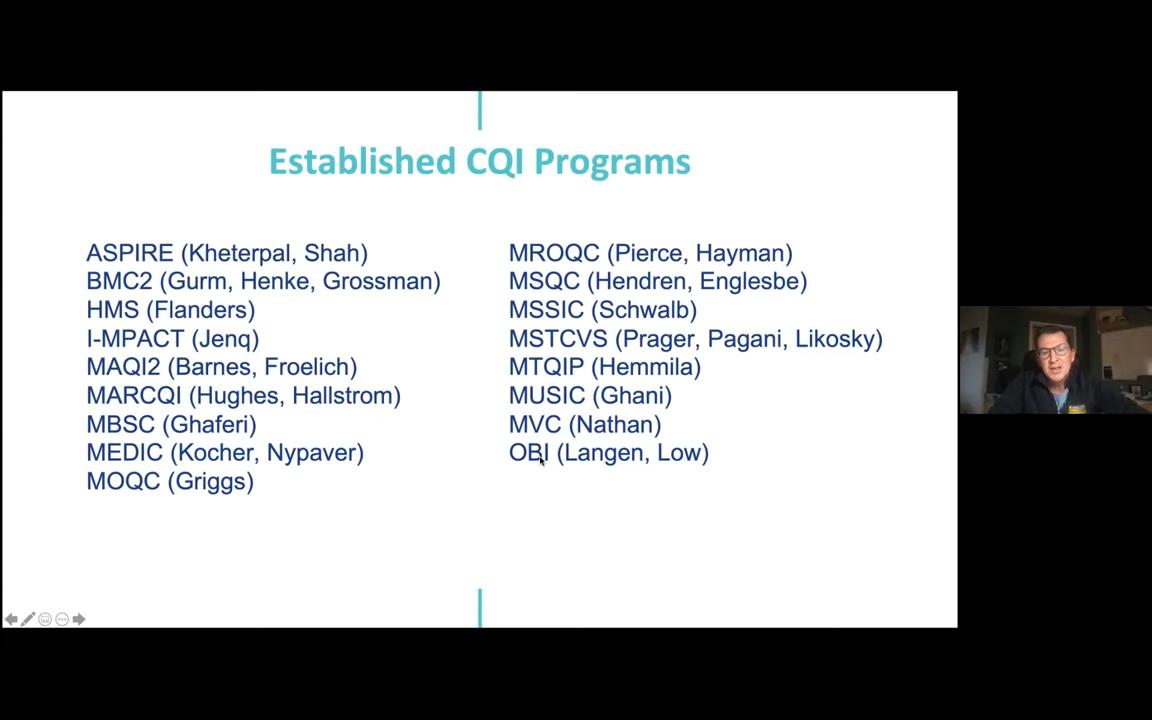 Established CQI Programs
ASPIRE (Kheterpal, Shah)
BMC2 (Gurm, Henke, Grossman)
HMS (Flanders)
I-MPACT (Jenq)
MAQI2 (Barnes, Froelich)
MARCQI (Hughes, Hallstrom)
MBSC (Ghaferi)
MEDIC (Kocher, Nypaver)
MOQC (Griggs)
MROQC (Pierce, Hayman)
MSQC (Hendren, Englesbe)
MSSIC (Schwalb)
MSTCVS (Prager, Pagani, Likosky)
MTQIP (Hemmila)
MUSIC (Ghani)
MVC (Nathan)
OBI (Langen, Low)